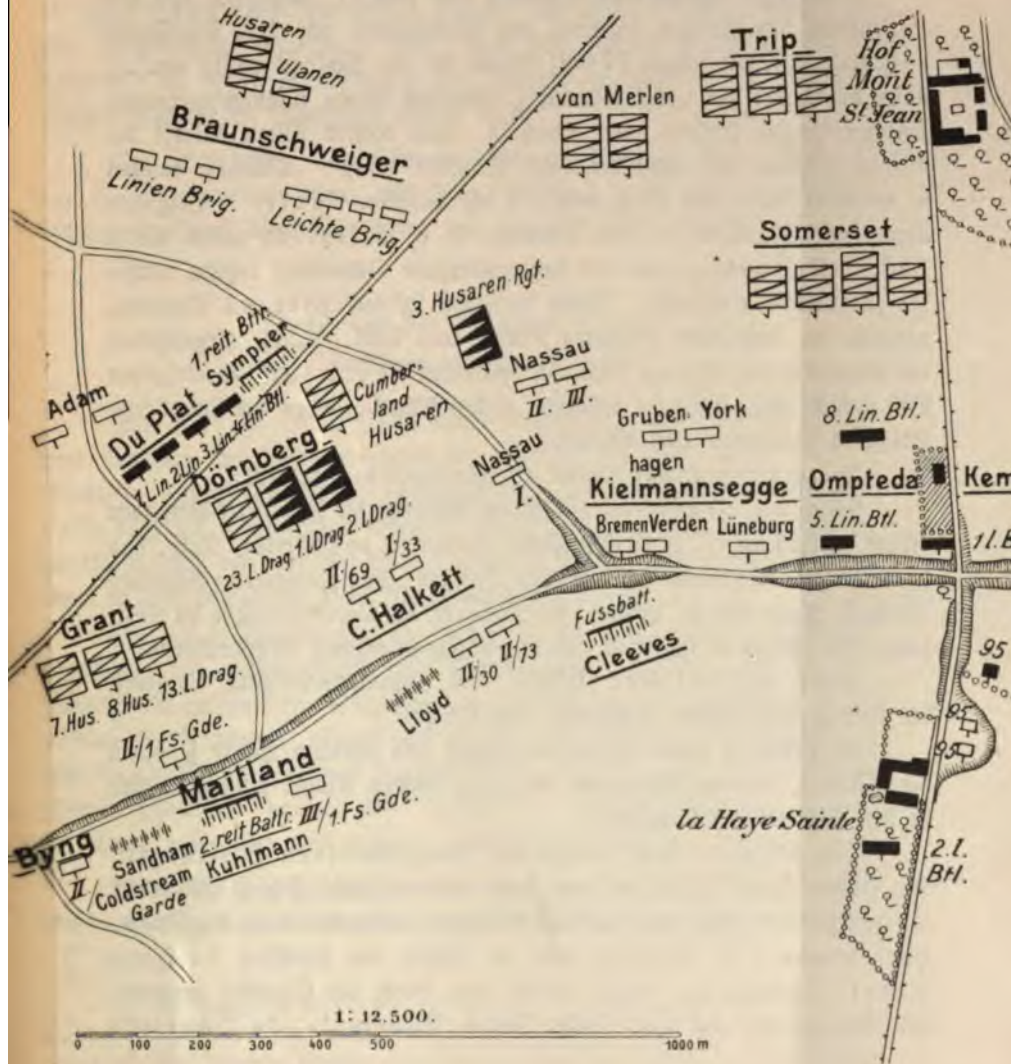 Husaren
Ulanen
Braunschweiger
Linien Brig.
Leichte Brig.
van Merlen
Trip
Hof
Mont
St Jean
Somerset
3. Husaren Rgt.
Nassau
II. III.
1. reit. Bttr.
Sympher
Cumber-
land
Husaren
Adam
Du Plat
1. Lin. 2. Lin. 3. Lin. 4. Lin. Btl.
Dörnberg
23. L. Drag. 1. l. Drag. 2. l. Drag.
Nassau
I.
Gruben York
hagen
Kielmannsegge
Bremen Verden
Lüneburg
8. Lin. Btl.
Ompteda
5. Lin. Btl.
Kem
1 l. B
I/33
II/69
C. Halkett
Fussbatt.
Cleeves
II/73
II/30
Lloyd
Grant
7. Hus. 8. Hus. 13. l. Drag.
II/1 Fs. Gde.
Maitland
III/1. Fs. Gde.
2. reit Battr.
Kuhlmann
Sandham
Byng
II/Coldstream
Garde
95
95
95
la Haye Sainte
2. l.
Btl.
1: 12.500.
0 100 200 300 400 500 1000 m